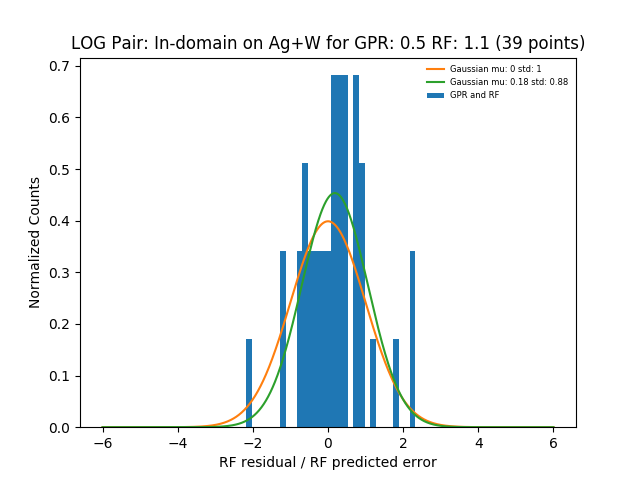 LOG Pair: In-domain on Ag+W for GPR: 0.5 RF: 1.1 (39 points)
Gaussian mu: 0 std: 1
Gaussian mu: 0.18 std: 0.88
GPR and RF
Normalized Counts
0.7
0.6
0.5
0.4
0.3
0.2
0.1
0.0
−6 −4 −2 0 2 4 6
RF residual / RF predicted error